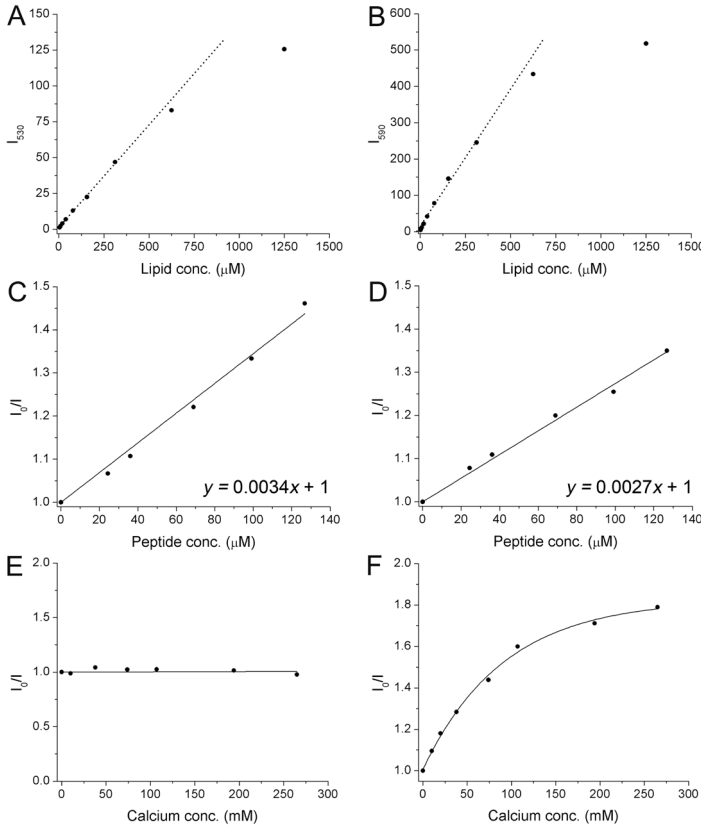 A
150
125
100
75
50
25
0
I530
0 250 500 750 1000 1250 1500
Lipid conc. (μM)
B
600
500
400
300
200
100
0
I590
0 250 500 750 1000 1250 1500
Lipid conc. (μM)
C
1.5
1.4
1.3
1.2
1.1
1.0
I0/I
y = 0.0034x + 1
0 20 40 60 80 100 120 140
Peptide conc. (μM)
D
1.5
1.4
1.3
1.2
1.1
1.0
I0/I
y = 0.0027x + 1
0 20 40 60 80 100 120 140
Peptide conc. (μM)
E
2.0
1.5
1.0
0.5
0.0
I0/I
0 50 100 150 200 250 300
Calcium conc. (mM)
F
2.0
1.8
1.6
1.4
1.2
1.0
I0/I
0 50 100 150 200 250 300
Calcium conc. (mM)